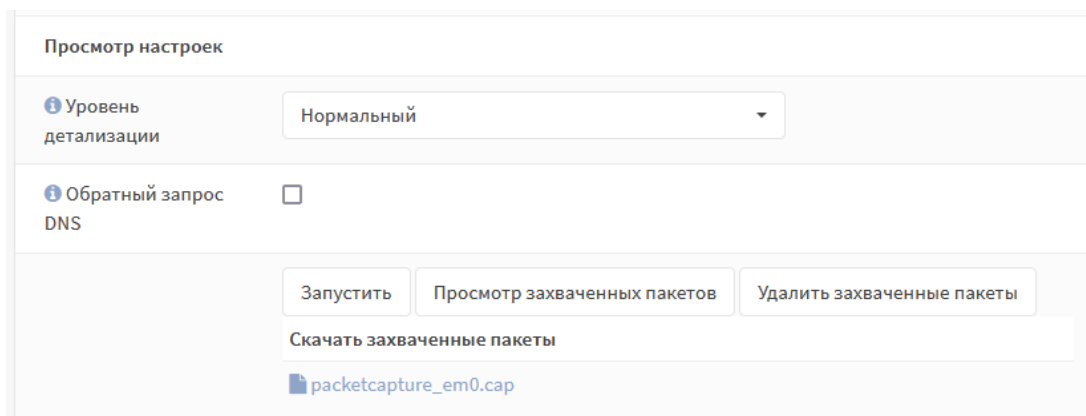 Просмотр настроек
Уровень
детализации
Нормальный
Обратный запрос
DNS
Запустить
Просмотр захваченных пакетов
Удалить захваченные пакеты
Скачать захваченные пакеты
packetcapture_em0.cap